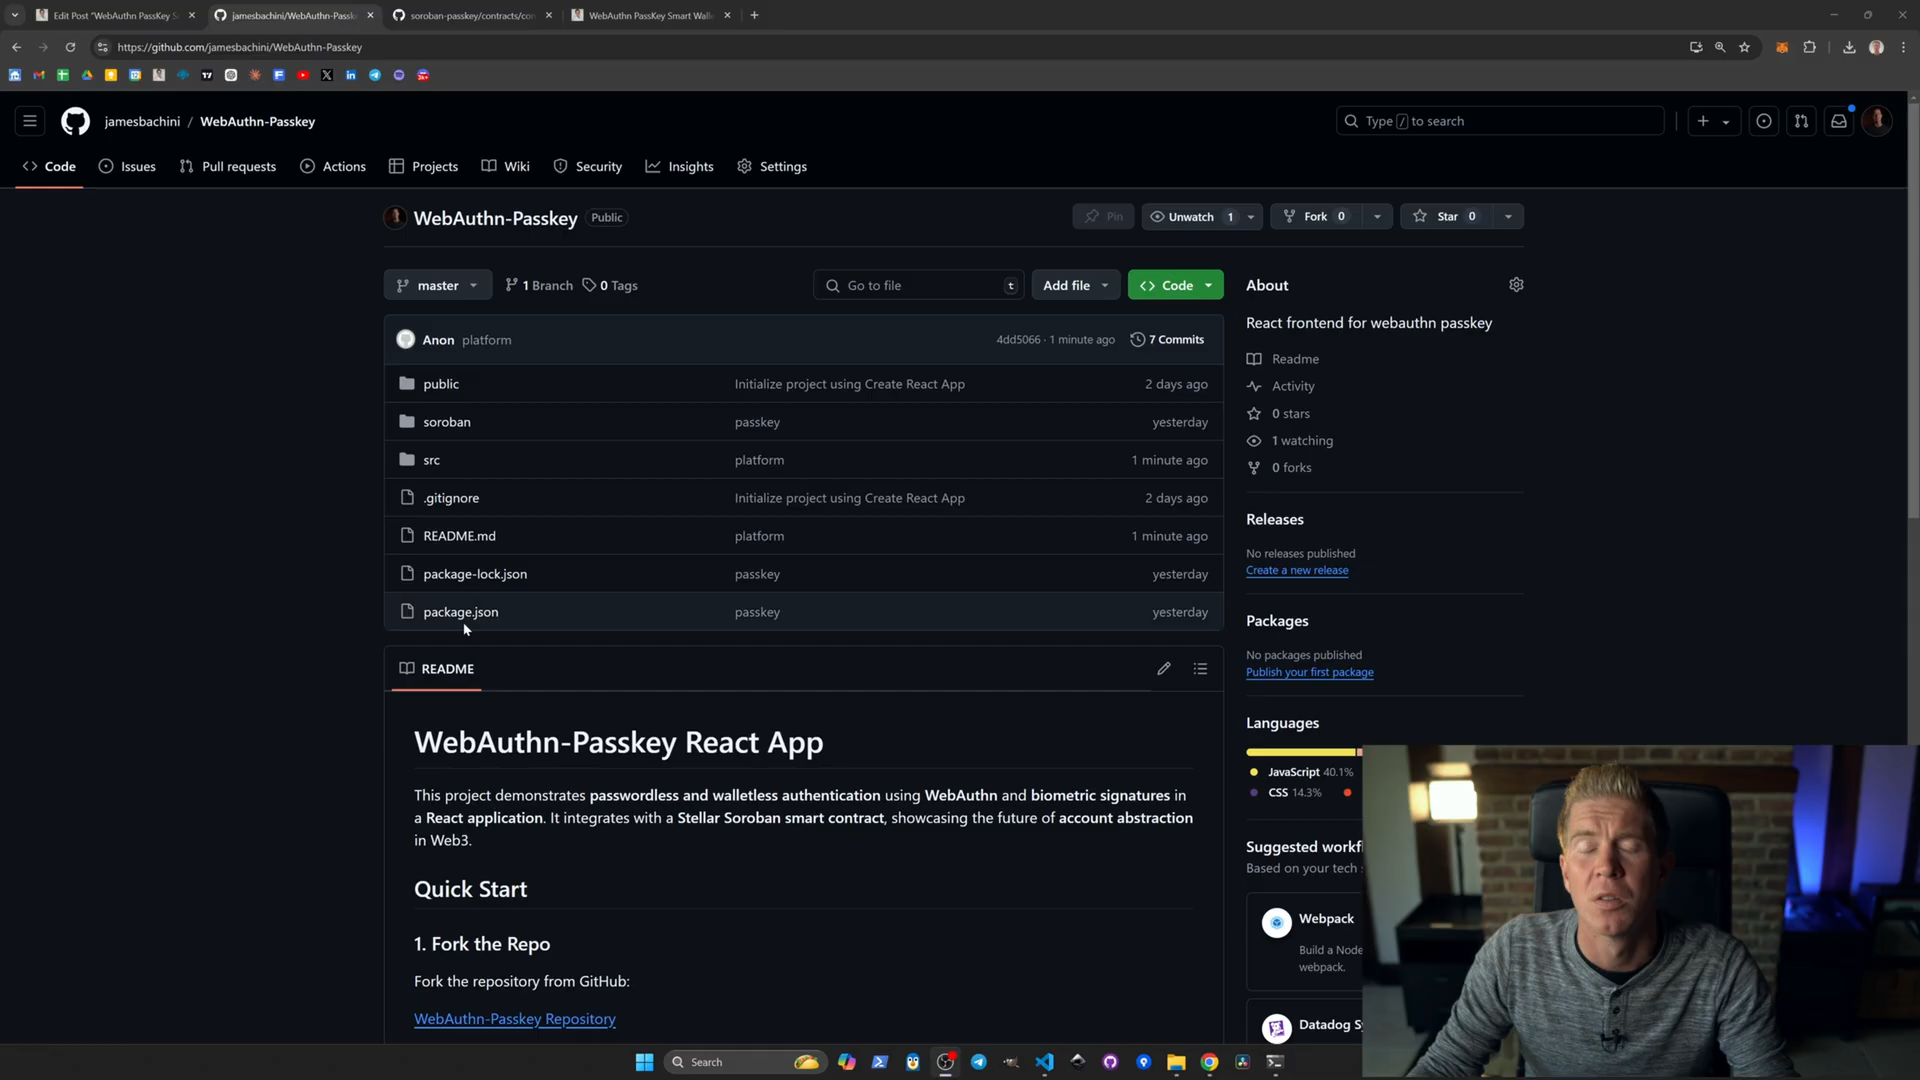 Edit Post "WebAuthn PassKey S
jamesbachini/WebAuthn-Passk
soroban-passkey/contracts/con
WebAuthn PassKey Smart Walle
https://github.com/jamesbachini/WebAuthn-Passkey
jamesbachini / WebAuthn-Passkey
Type / to search
Code
Issues
Pull requests
Actions
Projects
Wiki
Security
Insights
Settings
WebAuthn-Passkey Public
Pin
Unwatch 1
Fork 0
Star 0
master
1 Branch
0 Tags
Go to file t
Add file
Code
Anon platform 4dd5066 · 1 minute ago 7 Commits
public Initialize project using Create React App 2 days ago
soroban passkey yesterday
src platform 1 minute ago
.gitignore Initialize project using Create React App 2 days ago
README.md platform 1 minute ago
package-lock.json passkey yesterday
package.json passkey yesterday
README
WebAuthn-Passkey React App
This project demonstrates passwordless and walletless authentication using WebAuthn and biometric signatures in
a React application. It integrates with a Stellar Soroban smart contract, showcasing the future of account abstraction
in Web3.
Quick Start
1. Fork the Repo
Fork the repository from GitHub:
WebAuthn-Passkey Repository
About
React frontend for webauthn passkey
Readme
Activity
0 stars
1 watching
0 forks
Releases
No releases published
Create a new release
Packages
No packages published
Publish your first package
Languages
JavaScript 40.1%
CSS 14.3%
Suggested workfl
Based on your tech s
Webpack
Build a Node
webpack.
Datadog Sy
Search